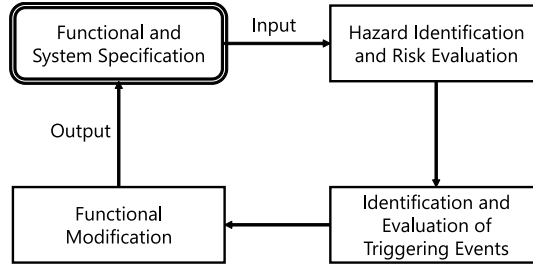 Functional and
System Specification
Input
Hazard Identification
and Risk Evaluation
Output
Functional
Modification
Identification and
Evaluation of
Triggering Events